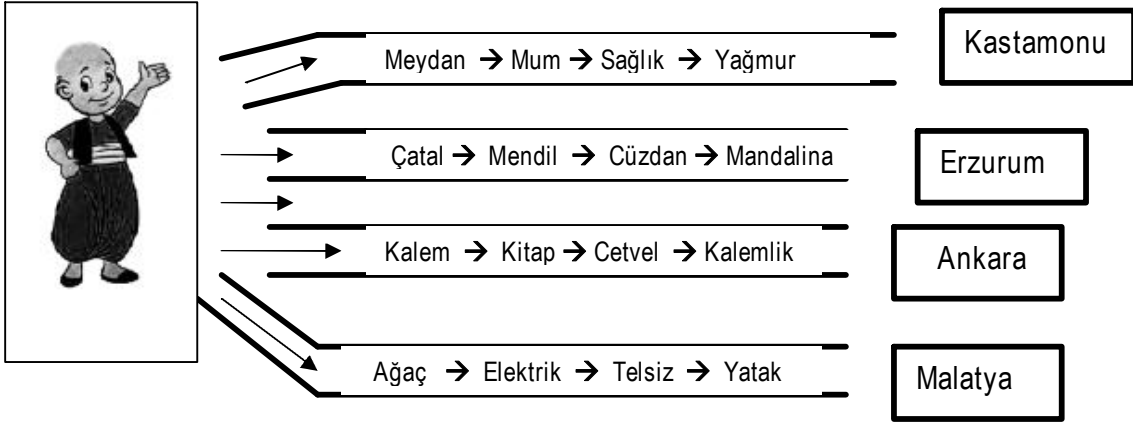 Meydan → Mum → Sağlık → Yağmur
Kastamonu
Çatal → Mendil → Cüzdan → Mandalina
Erzurum
Kalem → Kitap → Cetvel → Kalemlik
Ankara
Ağaç → Elektrik → Telsiz → Yatak
Malatya